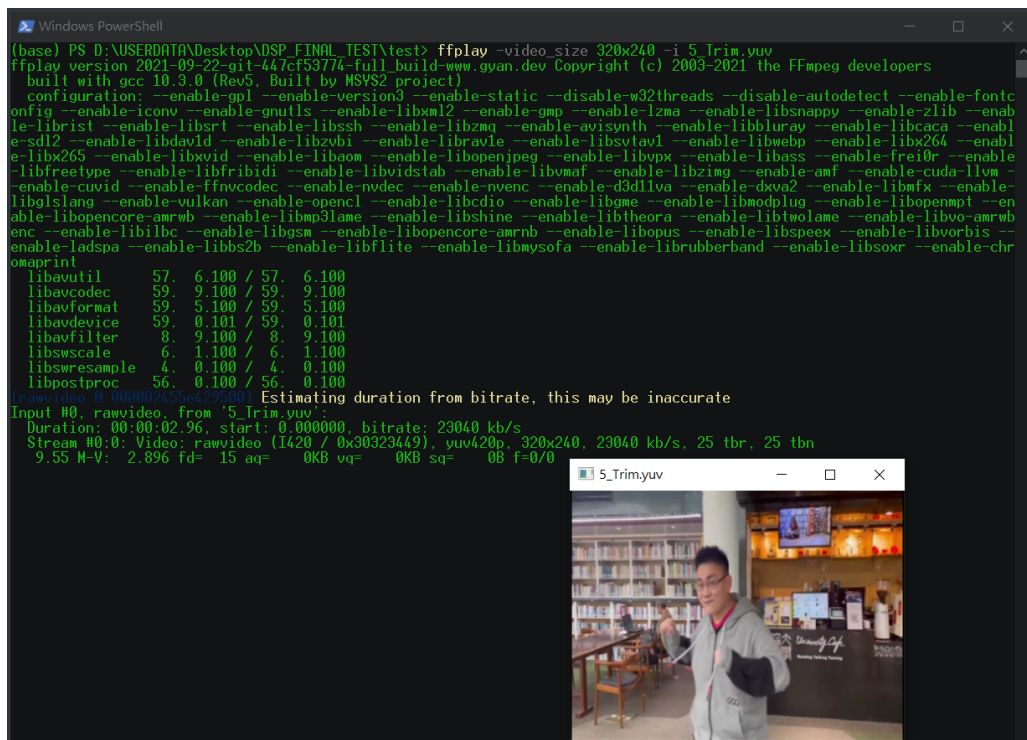 Windows PowerShell
(base) PS D:\USERDATA\Desktop\DSP_FINAL_TEST\test> ffplay -video_size 320x240 -i 5_Trim.yuv
ffplay version 2021-09-22-git-447cf53774-full_build-www.gyan.dev Copyright (c) 2003-2021 the FFmpeg developers
built with gcc 10.3.0 (Rev5, Built by MSYS2 project)
configuration: --enable-gpl --enable-version3 --enable-static --disable-w32threads --disable-autodetect --enable-fontc
onfig --enable-iconv --enable-gnutls --enable-libxml2 --enable-gmp --enable-lzma --enable-libsnappy --enable-zlib --enab
le-librist --enable-libsrt --enable-libssh --enable-libzmq --enable-avisynth --enable-libbluray --enable-libcaca --enabl
e-sdl2 --enable-libdav1d --enable-libzvbi --enable-librav1e --enable-libsvtav1 --enable-libwebp --enable-libx264 --enabl
e-libx265 --enable-libxvid --enable-libaom --enable-libopenjpeg --enable-libvpx --enable-libass --enable-frei0r --enable
-libfreetype --enable-libfribidi --enable-libvidstab --enable-libvmaf --enable-libzimg --enable-amf --enable-cuda-llvm -
-enable-cuvid --enable-ffnvcodec --enable-nvdec --enable-nvenc --enable-d3d11va --enable-dxva2 --enable-libmfx --enable-
libglslang --enable-vulkan --enable-opencl --enable-libcdio --enable-libgme --enable-libmodplug --enable-libopenmpt --en
able-libopencore-amrwb --enable-libmp3lame --enable-libshine --enable-libtheora --enable-libtwolame --enable-libvo-amrwb
enc --enable-libilbc --enable-libgsm --enable-libopencore-amrnb --enable-libopus --enable-libspeex --enable-libvorbis --
enable-ladspa --enable-libbs2b --enable-libflite --enable-libmysofa --enable-librubberband --enable-libsoxr --enable-chr
omaprint
libavutil 57. 6.100 / 57. 6.100
libavcodec 59. 9.100 / 59. 9.100
libavformat 59. 5.100 / 59. 5.100
libavdevice 59. 0.101 / 59. 0.101
libavfilter 8. 9.100 / 8. 9.100
libswscale 6. 1.100 / 6. 1.100
libswresample 4. 0.100 / 4. 0.100
libpostproc 56. 0.100 / 56. 0.100
[rawvideo @ 000002455e429500] Estimating duration from bitrate, this may be inaccurate
Input #0, rawvideo, from '5_Trim.yuv':
Duration: 00:00:02.96, start: 0.000000, bitrate: 23040 kb/s
Stream #0:0: Video: rawvideo (I420 / 0x30323449), yuv420p, 320x240, 23040 kb/s, 25 tbr, 25 tbn
9.55 M-V: 2.896 fd= 15 aq= 0KB vq= 0KB sq= 0B f=0/0
5_Trim.yuv
University Cafe
Reading Talking Tasting